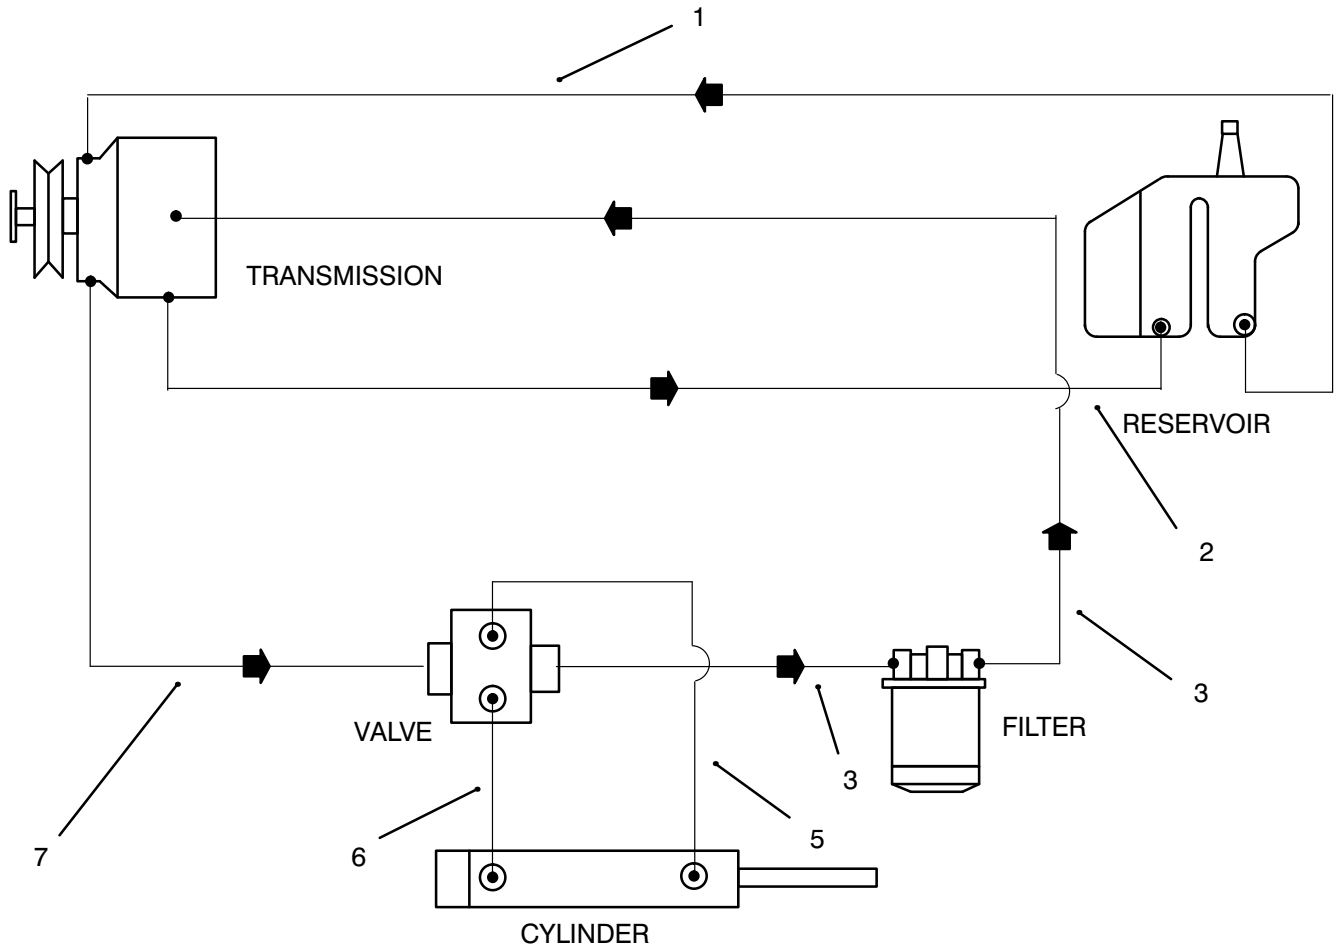 1
TRANSMISSION
RESERVOIR
2
3
VALVE
FILTER
3
5
7
6
CYLINDER